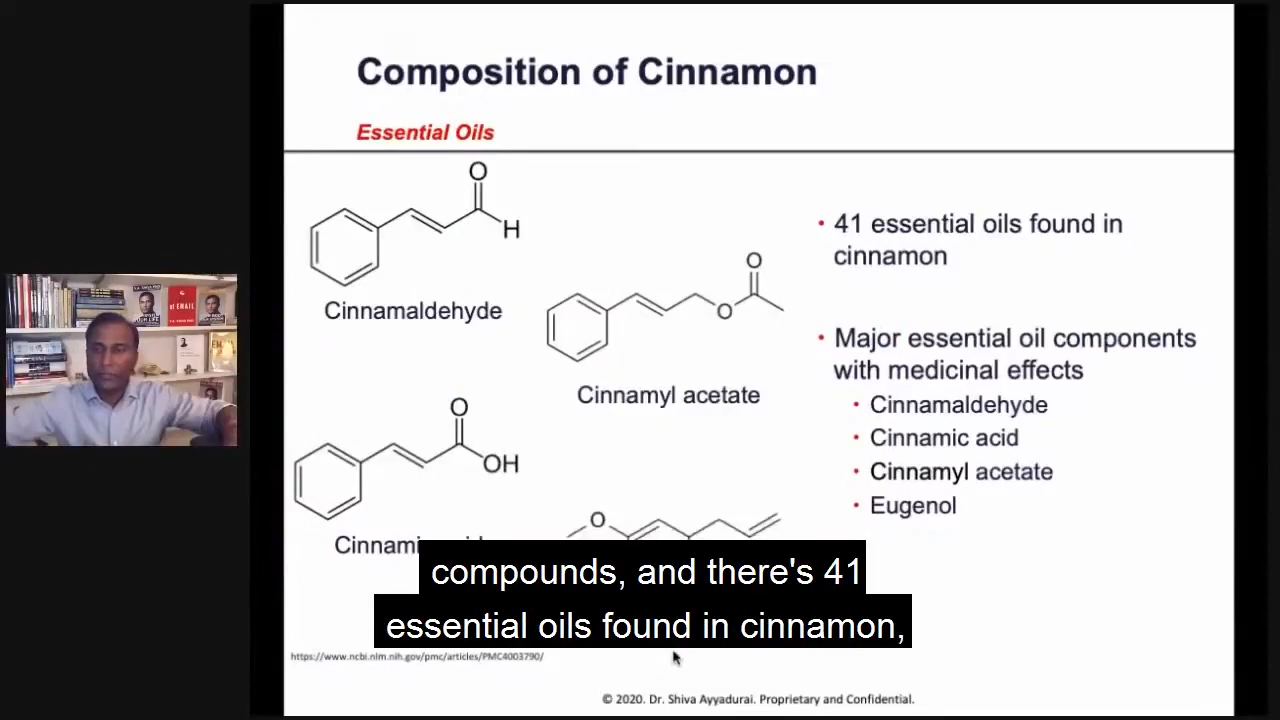 Composition of Cinnamon
Essential Oils
O
H
Cinnamaldehyde
O
O
Cinnamyl acetate
O
OH
O
• 41 essential oils found in
cinnamon
• Major essential oil components
with medicinal effects
• Cinnamaldehyde
• Cinnamic acid
• Cinnamyl acetate
• Eugenol
compounds, and there's 41
essential oils found in cinnamon,
https://www.ncbi.nlm.nih.gov/pmc/articles/PMC4003790/
© 2020. Dr. Shiva Ayyadurai. Proprietary and Confidential.
of EMAIL